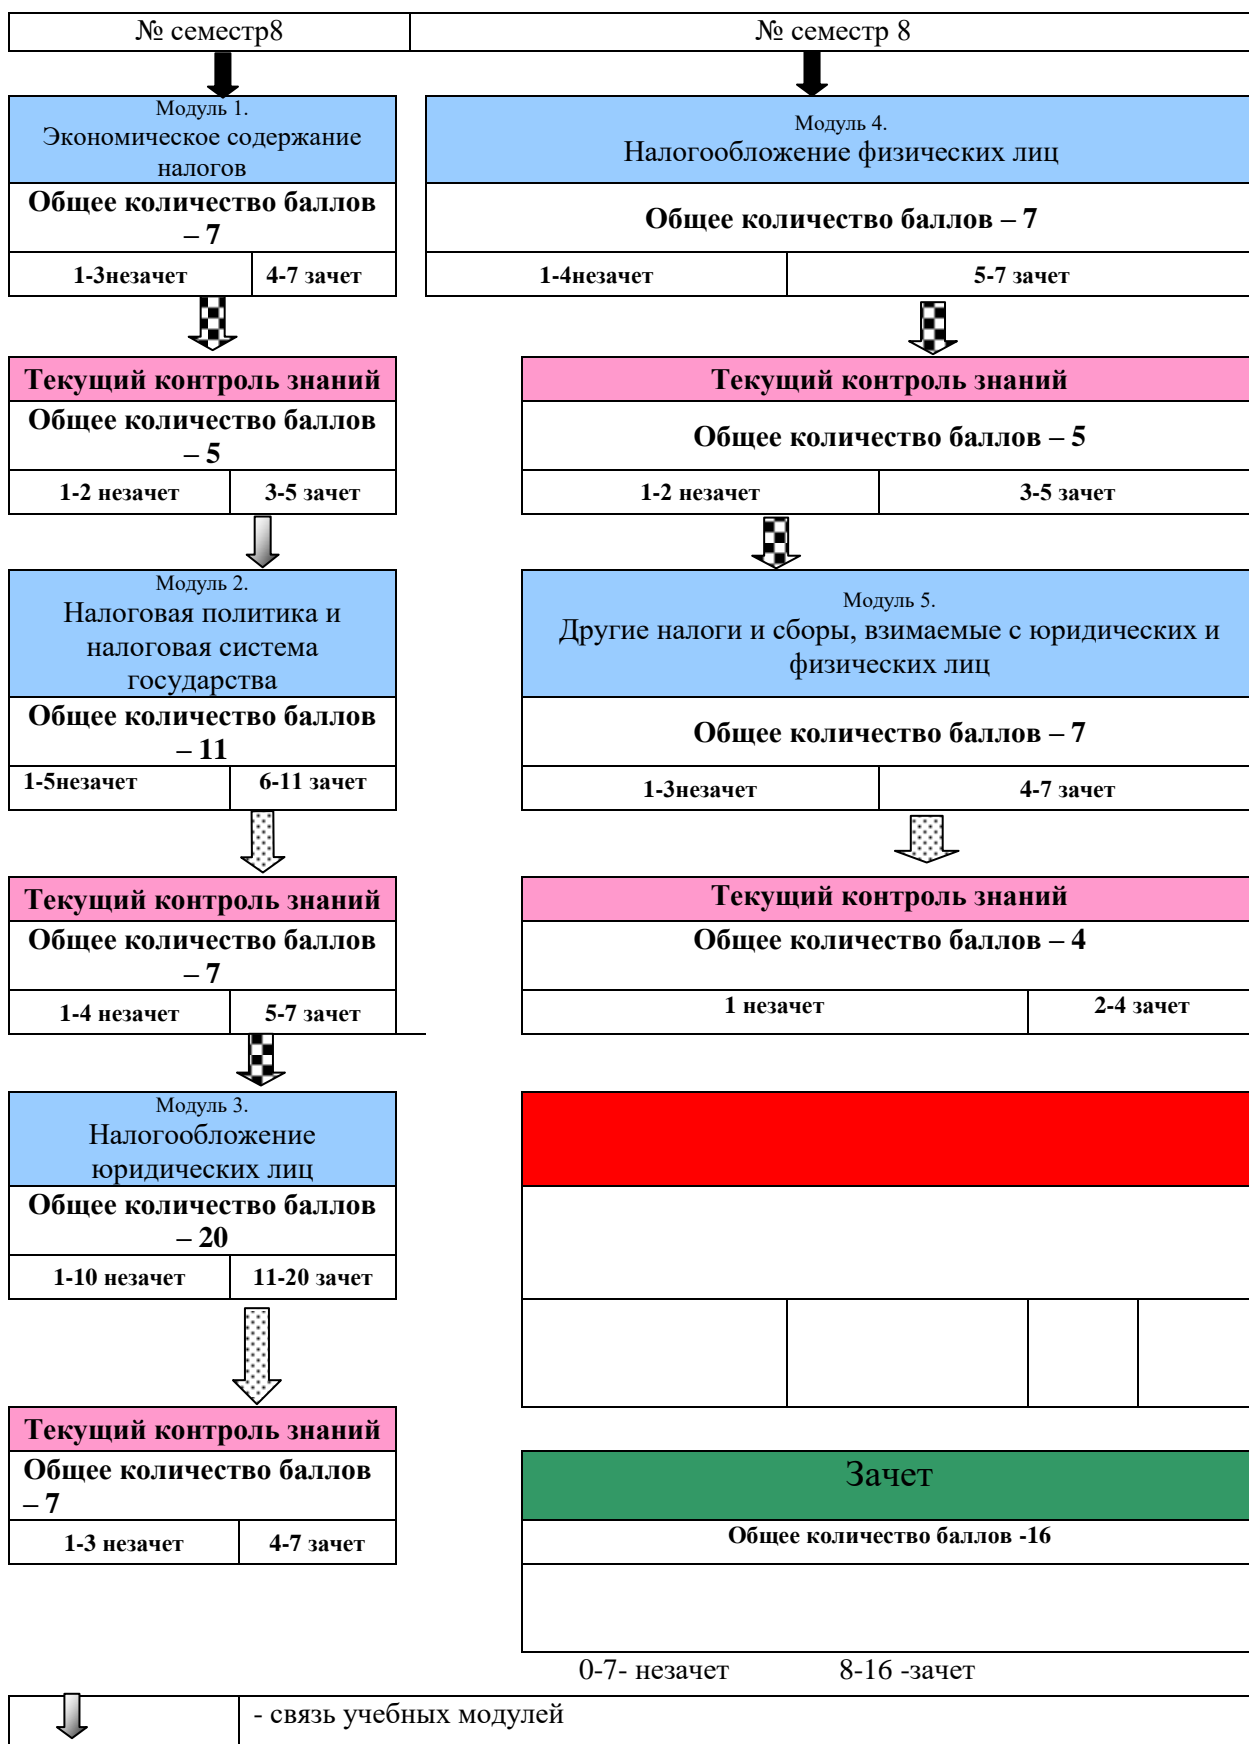 № семестр8
№ семестр 8
Модуль 1.
Экономическое содержание
налогов
Общее количество баллов
– 7
1-3незачет
4-7 зачет
Текущий контроль знаний
Общее количество баллов
– 5
1-2 незачет
3-5 зачет
Модуль 2.
Налоговая политика и
налоговая система
государства
Общее количество баллов
– 11
1-5незачет
6-11 зачет
Текущий контроль знаний
Общее количество баллов
– 7
1-4 незачет
5-7 зачет
Модуль 3.
Налогообложение
юридических лиц
Общее количество баллов
– 20
1-10 незачет
11-20 зачет
Текущий контроль знаний
Общее количество баллов
– 7
1-3 незачет
4-7 зачет
Модуль 4.
Налогообложение физических лиц
Общее количество баллов – 7
1-4незачет
5-7 зачет
Текущий контроль знаний
Общее количество баллов – 5
1-2 незачет
3-5 зачет
Модуль 5.
Другие налоги и сборы, взимаемые с юридических и
физических лиц
Общее количество баллов – 7
1-3незачет
4-7 зачет
Текущий контроль знаний
Общее количество баллов – 4
1 незачет
2-4 зачет
Зачет
Общее количество баллов -16
0-7- незачет
8-16 -зачет
- связь учебных модулей